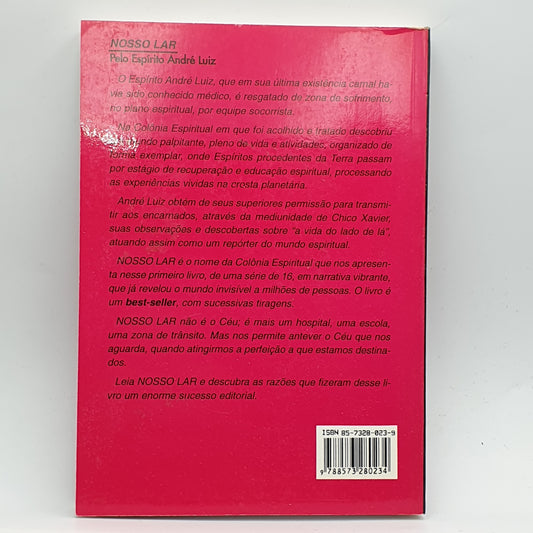 NOSSO LAR
Pelo Espírito André Luiz
O Espírito André Luiz, que em sua última existência carnal ha-
via sido conhecido médico, é resgatado de zona de sofrimento,
no plano espiritual, por equipe socorrista.
Na Colônia Espiritual em que foi acolhido e tratado descobriu
um mundo palpitante, pleno de vida e atividades, organizado de
forma exemplar, onde Espíritos procedentes da Terra passam
por estágio de recuperação e educação espiritual, processando
as experiências vividas na crosta planetária.
André Luiz obtém de seus superiores permissão para transmi-
tir aos encarnados, através da mediunidade de Chico Xavier,
suas observações e descobertas sobre "a vida do lado de lá",
atuando assim como um repórter do mundo espiritual.
NOSSO LAR é o nome da Colônia Espiritual que nos apresen-
ta nesse primeiro livro, de uma série de 16, em narrativa vibrante,
que já revelou o mundo invisível a milhões de pessoas. O livro é
um best-seller, com sucessivas tiragens.
NOSSO LAR não é o Céu; é mais um hospital, uma escola,
uma zona de trânsito. Mas nos permite antever o Céu que nos
aguarda, quando atingirmos a perfeição a que estamos destina-
dos.
Leia NOSSO LAR e descubra as razões que fizeram desse li-
vro um enorme sucesso editorial.
ISBN 85-7328-023-9
9 788573 280234